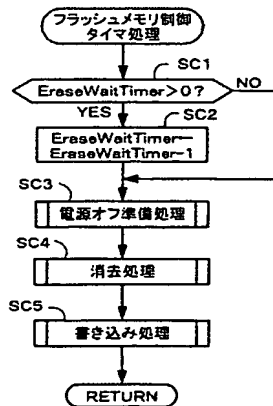 フラッシュメモリ制御
タイマ処理
SC1
EraseWaitTimer>0?
NO
YES
SC2
EraseWaitTimer←
EraseWaitTimer-1
SC3
電源オフ準備処理
SC4
消去処理
SC5
書き込み処理
RETURN